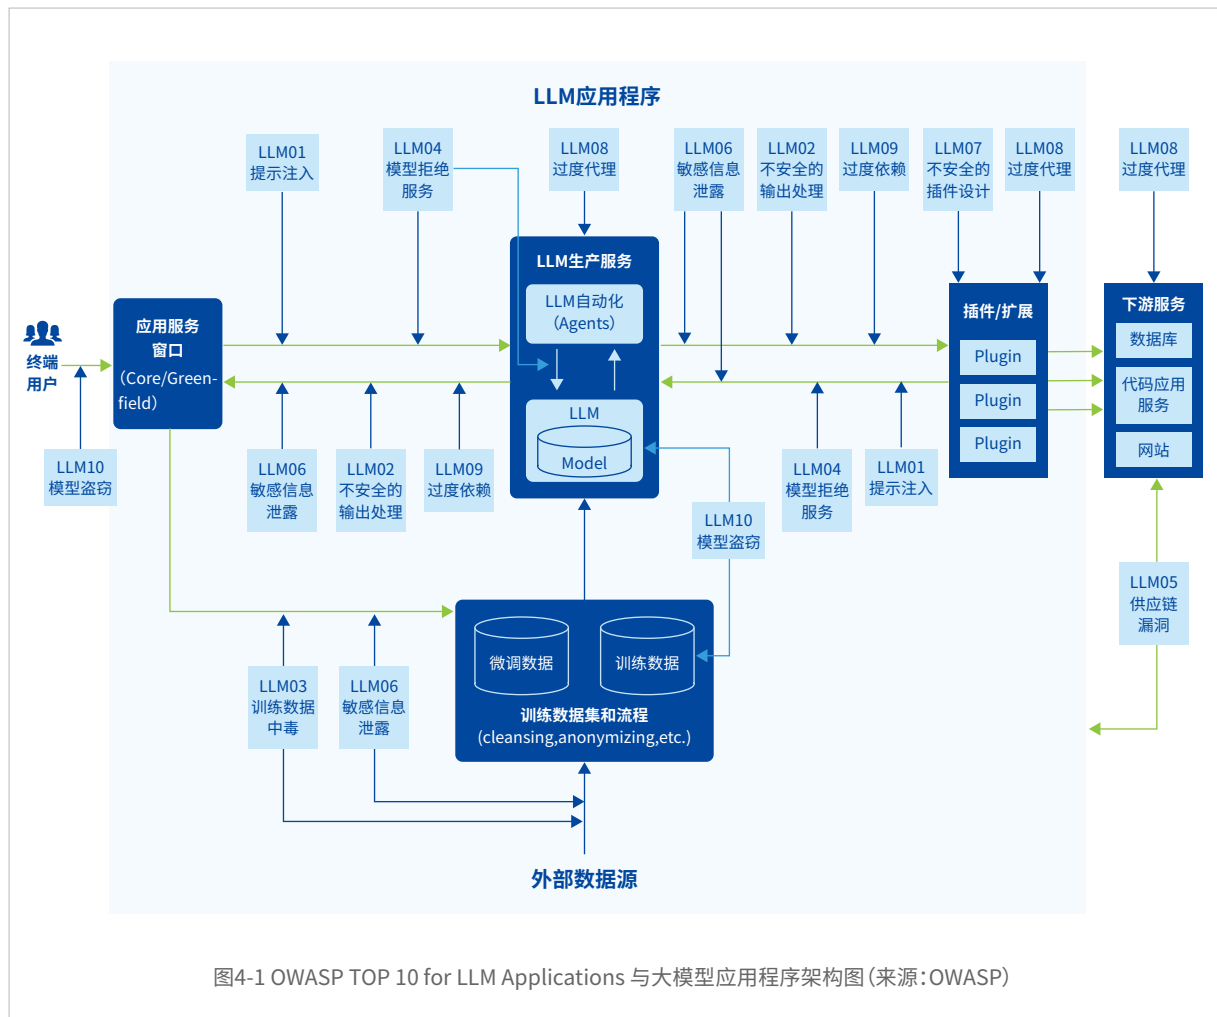 LLM应用程序
LLM01
提示注入
LLM04
模型拒绝
服务
LLM08
过度代理
LLM06
敏感信息
泄露
LLM02
不安全的
输出处理
LLM09
过度依赖
LLM07
不安全的
插件设计
LLM08
过度代理
LLM08
过度代理
终端
用户
应用服务
窗口
（Core/Green-
field）
LLM生产服务
LLM自动化
（Agents）
LLM
Model
插件/扩展
Plugin
Plugin
Plugin
下游服务
数据库
代码应用
服务
网站
LLM10
模型盗窃
LLM06
敏感信息
泄露
LLM02
不安全的
输出处理
LLM09
过度依赖
LLM04
模型拒绝
服务
LLM01
提示注入
LLM10
模型盗窃
LLM05
供应链
漏洞
LLM03
训练数据
中毒
LLM06
敏感信息
泄露
微调数据
训练数据
训练数据集和流程
(cleansing,anonymizing,etc.)
外部数据源
图4-1 OWASP TOP 10 for LLM Applications 与大模型应用程序架构图（来源：OWASP）